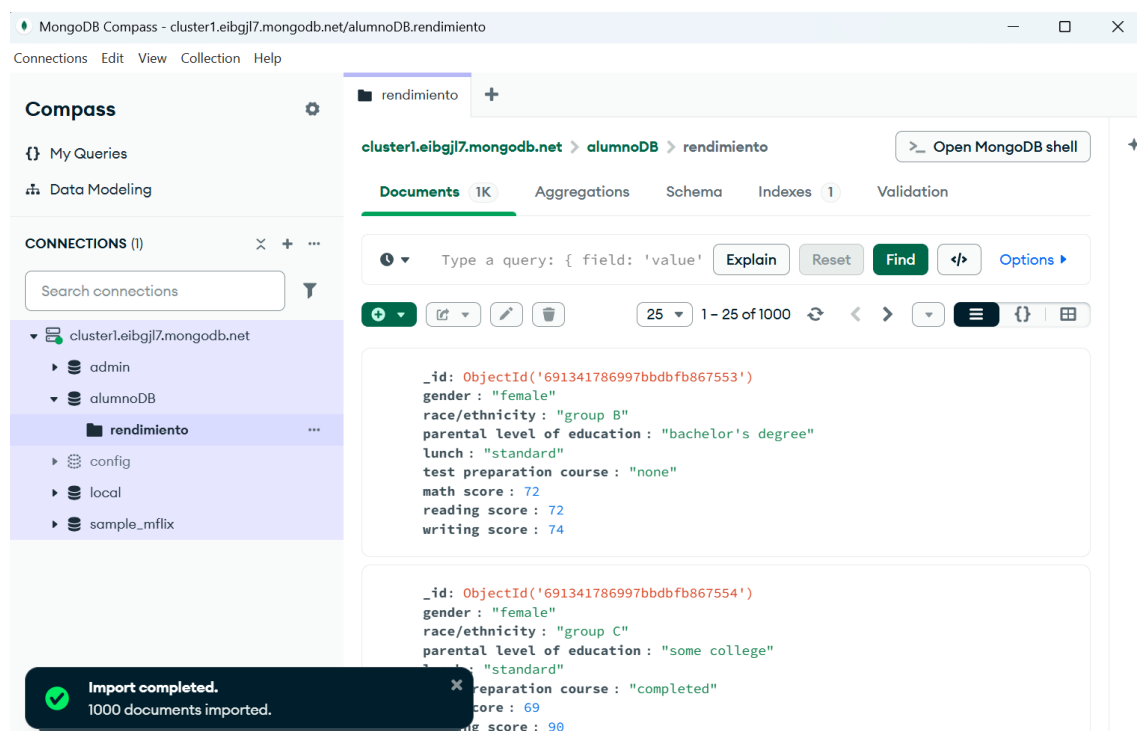 MongoDB Compass - cluster1.eibgjl7.mongodb.net/alumnoDB.rendimiento
Connections Edit View Collection Help
Compass
{} My Queries
Data Modeling
CONNECTIONS (1)
Search connections
cluster1.eibgjl7.mongodb.net
admin
alumnoDB
rendimiento
config
local
sample_mflix
rendimiento
cluster1.eibgjl7.mongodb.net > alumnoDB > rendimiento
>_ Open MongoDB shell
Documents 1K Aggregations Schema Indexes 1 Validation
Type a query: { field: 'value' Explain Reset Find </> Options
25 1 – 25 of 1000 {}
_id: ObjectId('691341786997bbdbfb867553')
gender : "female"
race/ethnicity : "group B"
parental level of education : "bachelor's degree"
lunch : "standard"
test preparation course : "none"
math score : 72
reading score : 72
writing score : 74
_id: ObjectId('691341786997bbdbfb867554')
gender : "female"
race/ethnicity : "group C"
parental level of education : "some college"
: "standard"
reparation course : "completed"
core : 69
ng score : 90
Import completed.
1000 documents imported.